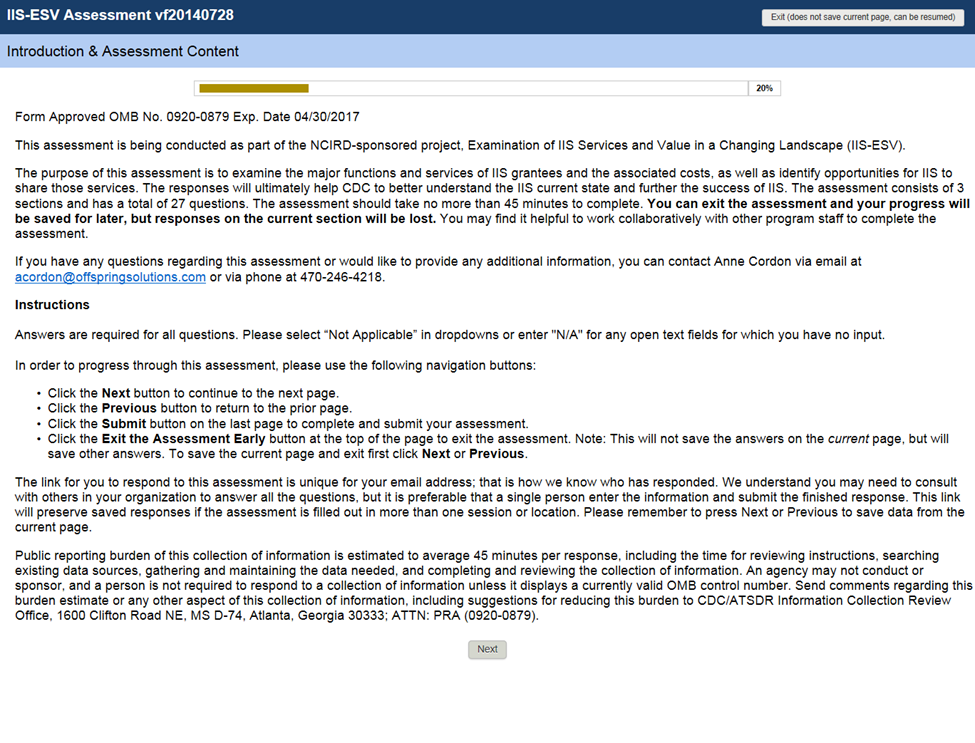 IIS-ESV Assessment vf20140728
Exit (does not save current page, can be resumed)
Introduction & Assessment Content
20%
Form Approved OMB No. 0920-0879 Exp. Date 04/30/2017
This assessment is being conducted as part of the NCIRD-sponsored project, Examination of IIS Services and Value in a Changing Landscape (IIS-ESV).
The purpose of this assessment is to examine the major functions and services of IIS grantees and the associated costs, as well as identify opportunities for IIS to
share those services. The responses will ultimately help CDC to better understand the IIS current state and further the success of IIS. The assessment consists of 3
sections and has a total of 27 questions. The assessment should take no more than 45 minutes to complete. You can exit the assessment and your progress will
be saved for later, but responses on the current section will be lost. You may find it helpful to work collaboratively with other program staff to complete the
assessment.
If you have any questions regarding this assessment or would like to provide any additional information, you can contact Anne Cordon via email at
acordon@offspringsolutions.com or via phone at 470-246-4218.
Instructions
Answers are required for all questions. Please select “Not Applicable” in dropdowns or enter "N/A" for any open text fields for which you have no input.
In order to progress through this assessment, please use the following navigation buttons:
• Click the Next button to continue to the next page.
• Click the Previous button to return to the prior page.
• Click the Submit button on the last page to complete and submit your assessment.
• Click the Exit the Assessment Early button at the top of the page to exit the assessment. Note: This will not save the answers on the current page, but will
save other answers. To save the current page and exit first click Next or Previous.
The link for you to respond to this assessment is unique for your email address; that is how we know who has responded. We understand you may need to consult
with others in your organization to answer all the questions, but it is preferable that a single person enter the information and submit the finished response. This link
will preserve saved responses if the assessment is filled out in more than one session or location. Please remember to press Next or Previous to save data from the
current page.
Public reporting burden of this collection of information is estimated to average 45 minutes per response, including the time for reviewing instructions, searching
existing data sources, gathering and maintaining the data needed, and completing and reviewing the collection of information. An agency may not conduct or
sponsor, and a person is not required to respond to a collection of information unless it displays a currently valid OMB control number. Send comments regarding this
burden estimate or any other aspect of this collection of information, including suggestions for reducing this burden to CDC/ATSDR Information Collection Review
Office, 1600 Clifton Road NE, MS D-74, Atlanta, Georgia 30333; ATTN: PRA (0920-0879).
Next